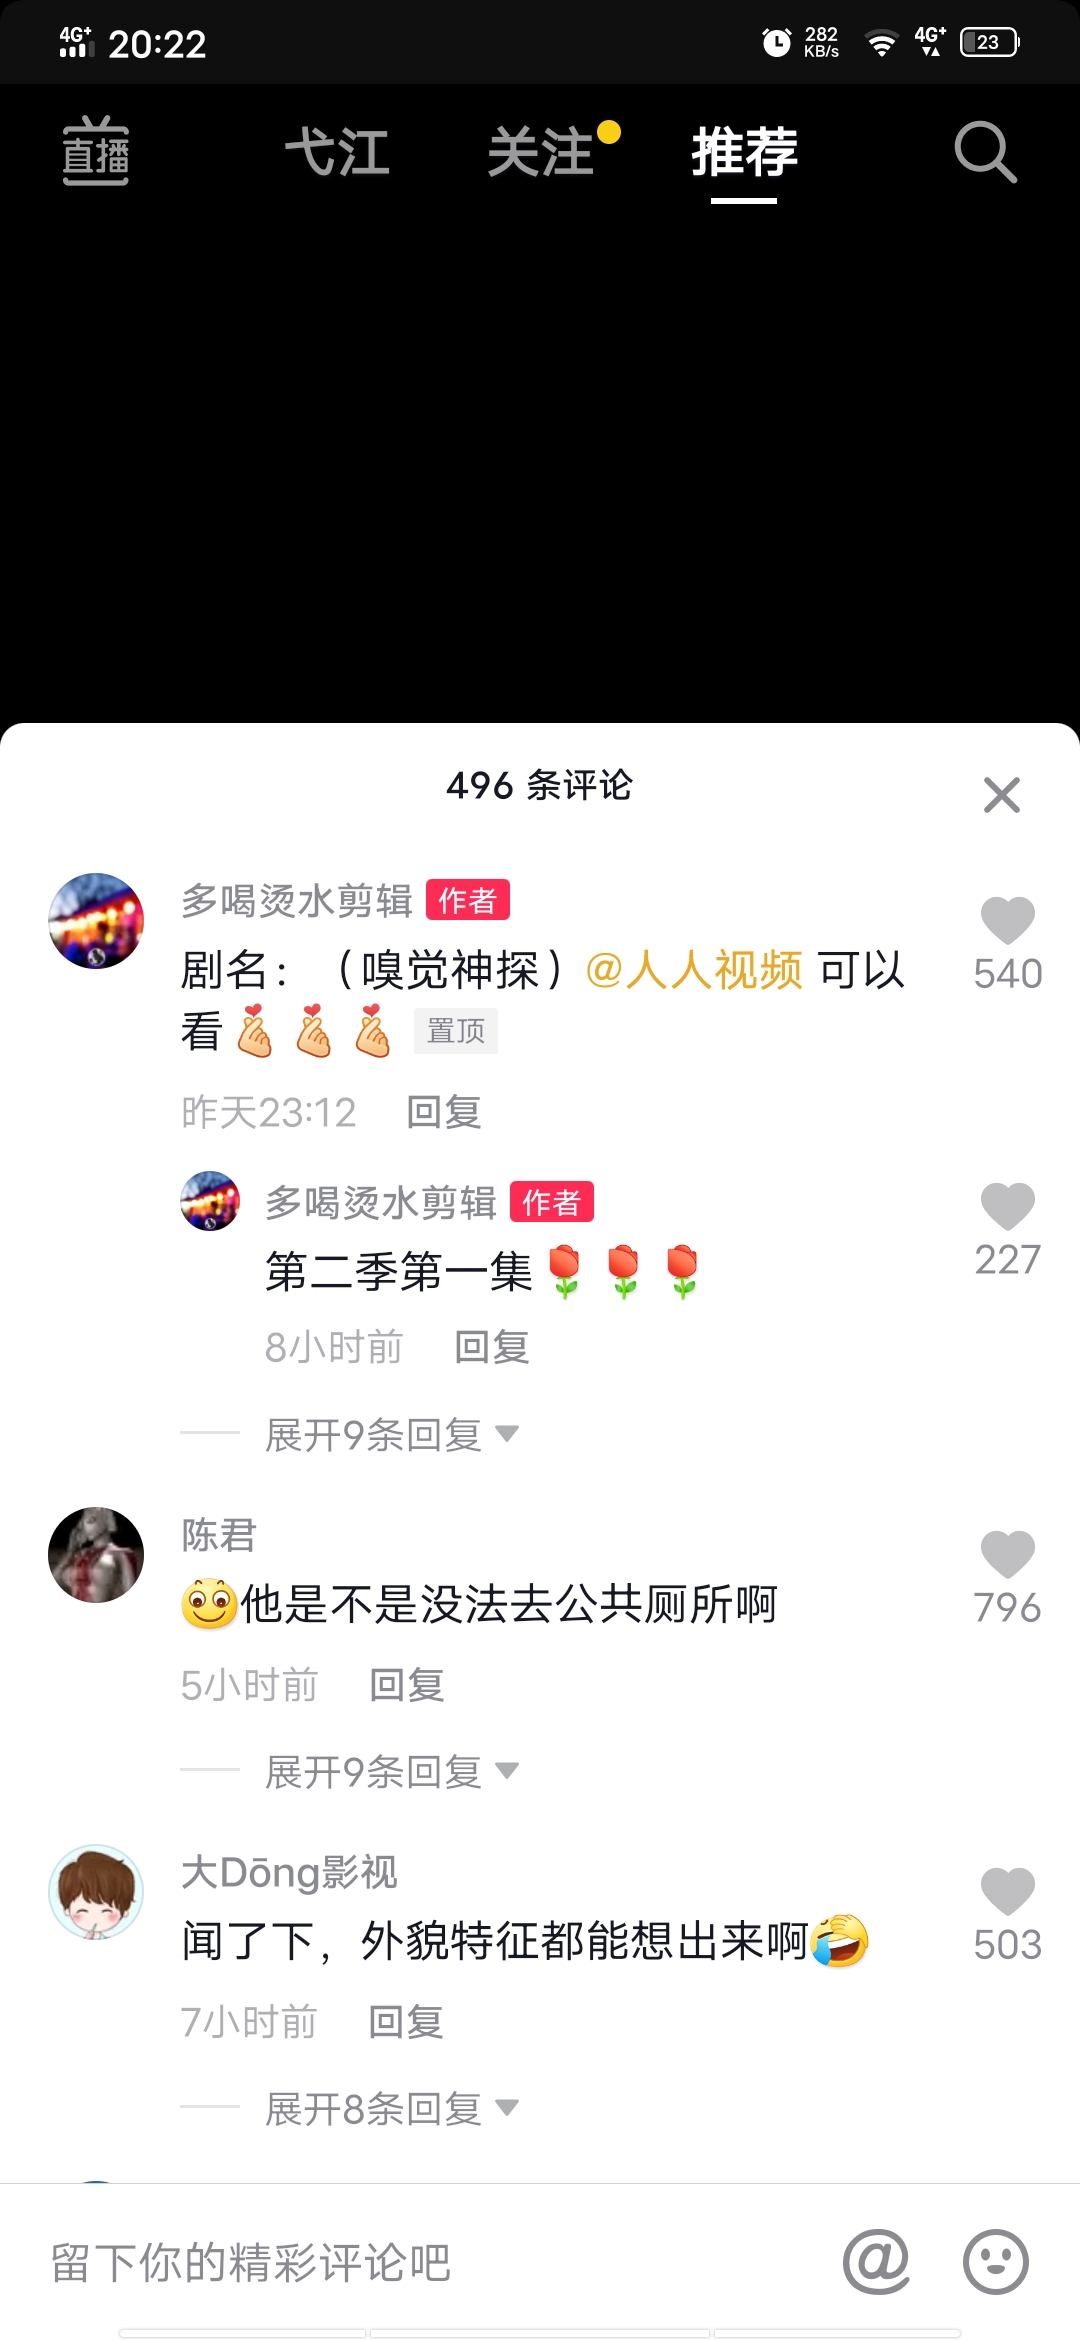 4G+ 20:22 282 KB/s 4G+ 23
直播 弋江 关注 推荐
496 条评论
多喝烫水剪辑 作者
剧名：（嗅觉神探）@人人视频 可以
看🫰🫰🫰 置顶
540
昨天23:12 回复
多喝烫水剪辑 作者
第二季第一集🌹🌹🌹
227
8小时前 回复
展开9条回复
陈君
他是不是没法去公共厕所啊
796
5小时前 回复
展开9条回复
大Dōng影视
闻了下，外貌特征都能想出来啊
503
7小时前 回复
展开8条回复
留下你的精彩评论吧 @